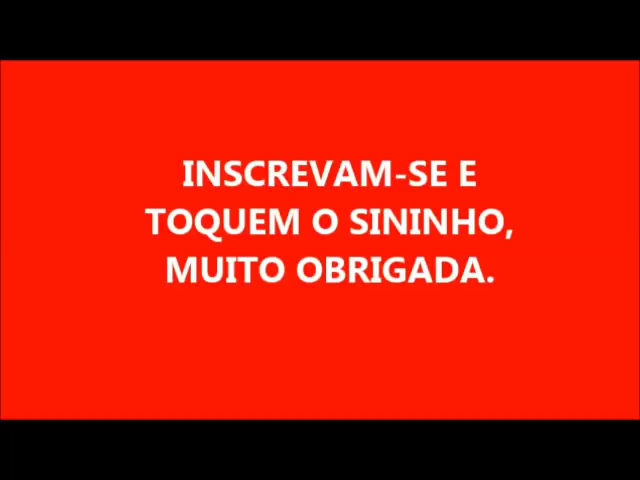 INSCREVAM-SE E
TOQUEM O SININHO,
MUITO OBRIGADA.